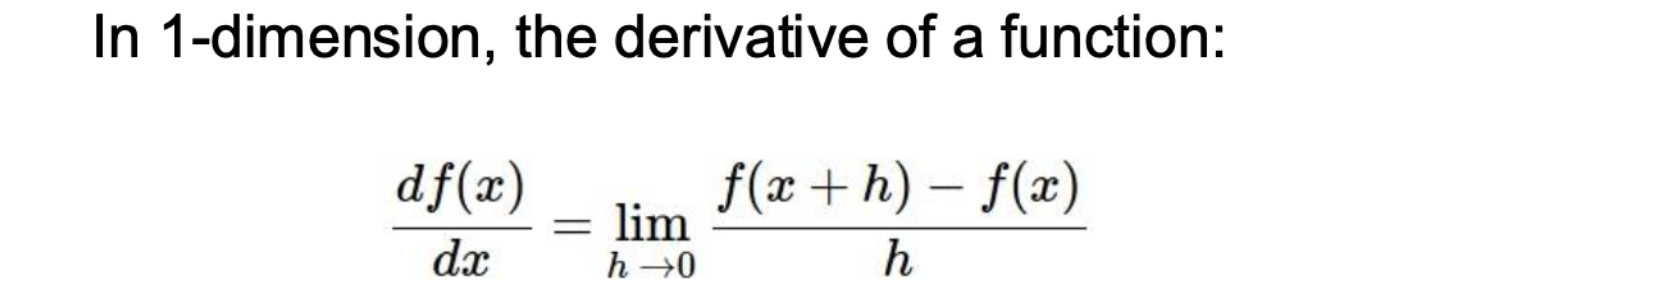 In 1-dimension, the derivative of a function:
df(x)/dx = lim h→0 f(x + h) − f(x)/h